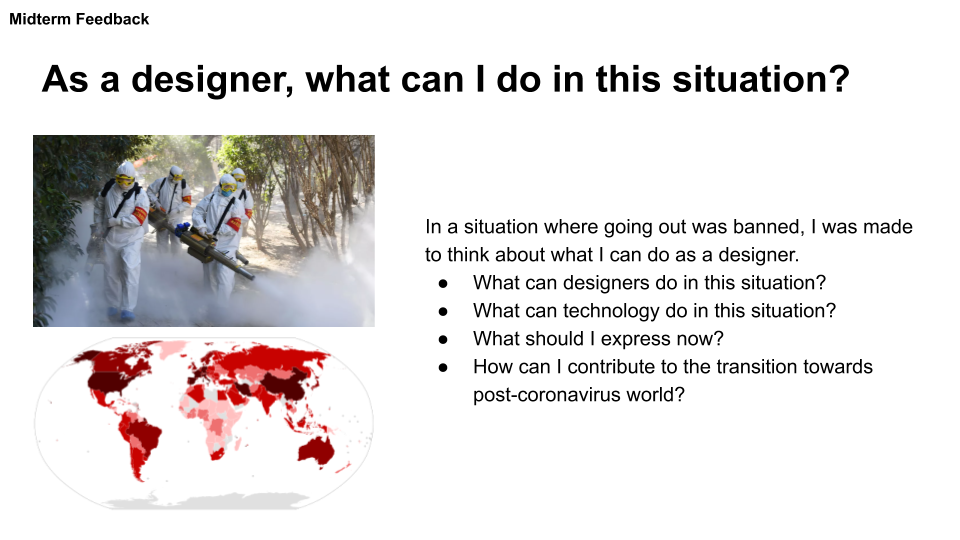 Midterm Feedback
As a designer, what can I do in this situation?
In a situation where going out was banned, I was made
to think about what I can do as a designer.
● What can designers do in this situation?
● What can technology do in this situation?
● What should I express now?
● How can I contribute to the transition towards
post-coronavirus world?